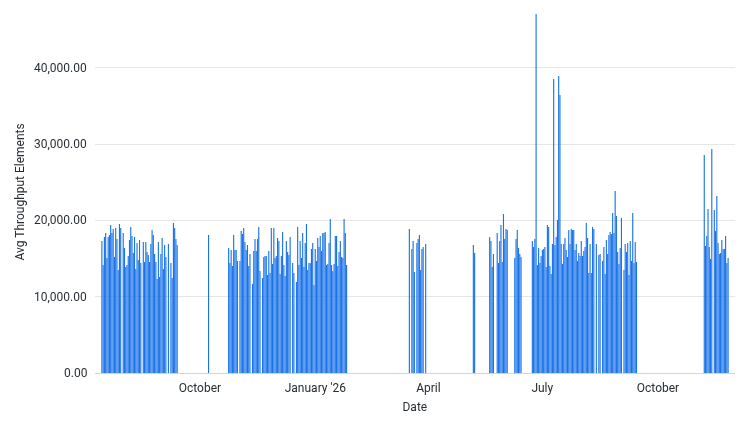 40,000.00
30,000.00
20,000.00
10,000.00
0.00
Avg Throughput Elements
October
January '26
April
July
October
Date